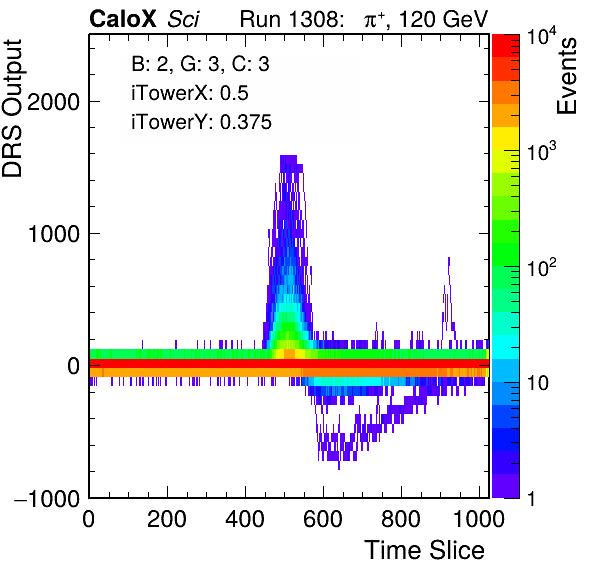 CaloX Sci Run 1308: π⁺, 120 GeV
B: 2, G: 3, C: 3
iTowerX: 0.5
iTowerY: 0.375
DRS Output
2000
1000
0
−1000
0 200 400 600 800 1000
Time Slice
Events
10⁴
10³
10²
10
1